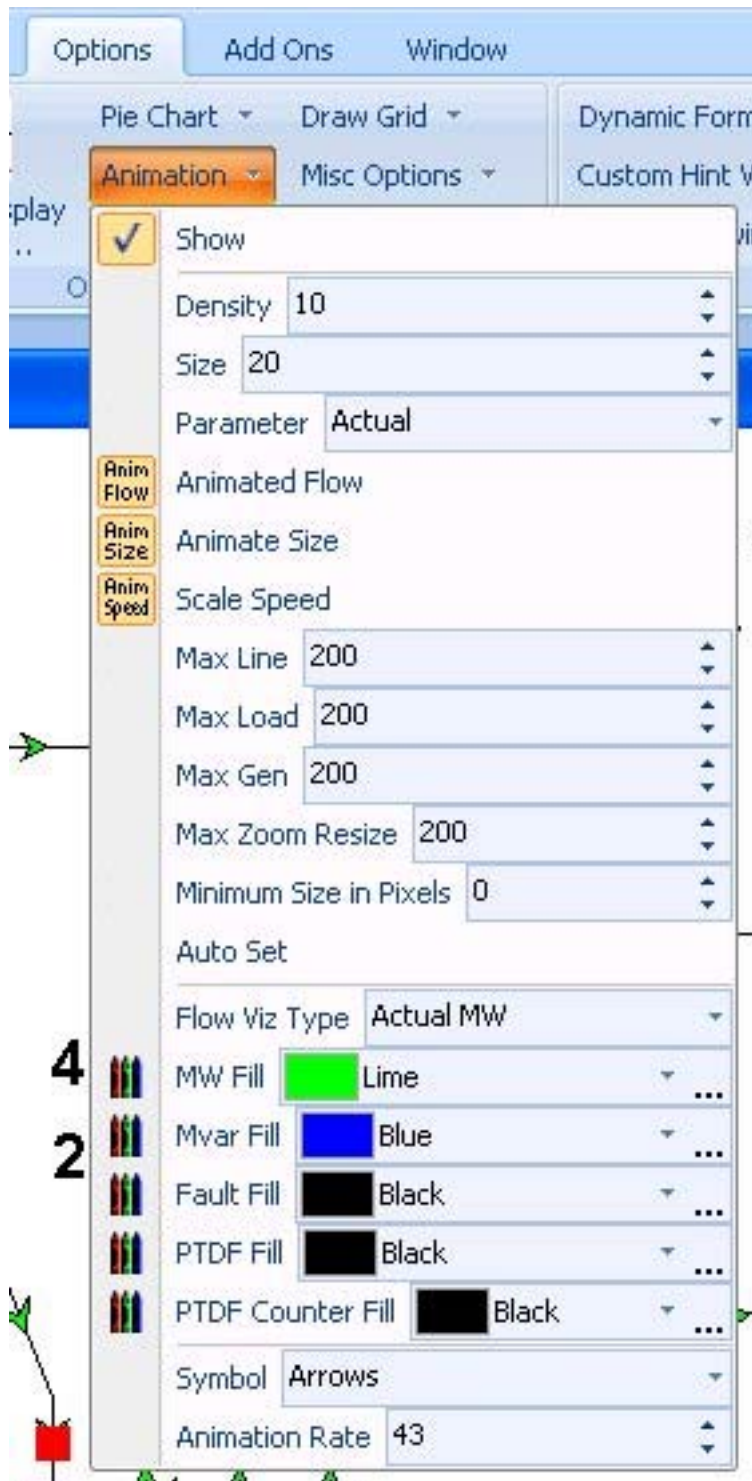 Options Add Ons Window
Pie Chart Draw Grid Dynamic Form
Animation Misc Options Custom Hint
Show
Density 10
Size 20
Parameter Actual
Anim Flow Animated Flow
Anim Size Animate Size
Anim Speed Scale Speed
Max Line 200
Max Load 200
Max Gen 200
Max Zoom Resize 200
Minimum Size in Pixels 0
Auto Set
Flow Viz Type Actual MW
4 MW Fill Lime ...
2 Mvar Fill Blue ...
Fault Fill Black ...
PTDF Fill Black ...
PTDF Counter Fill Black ...
Symbol Arrows
Animation Rate 43